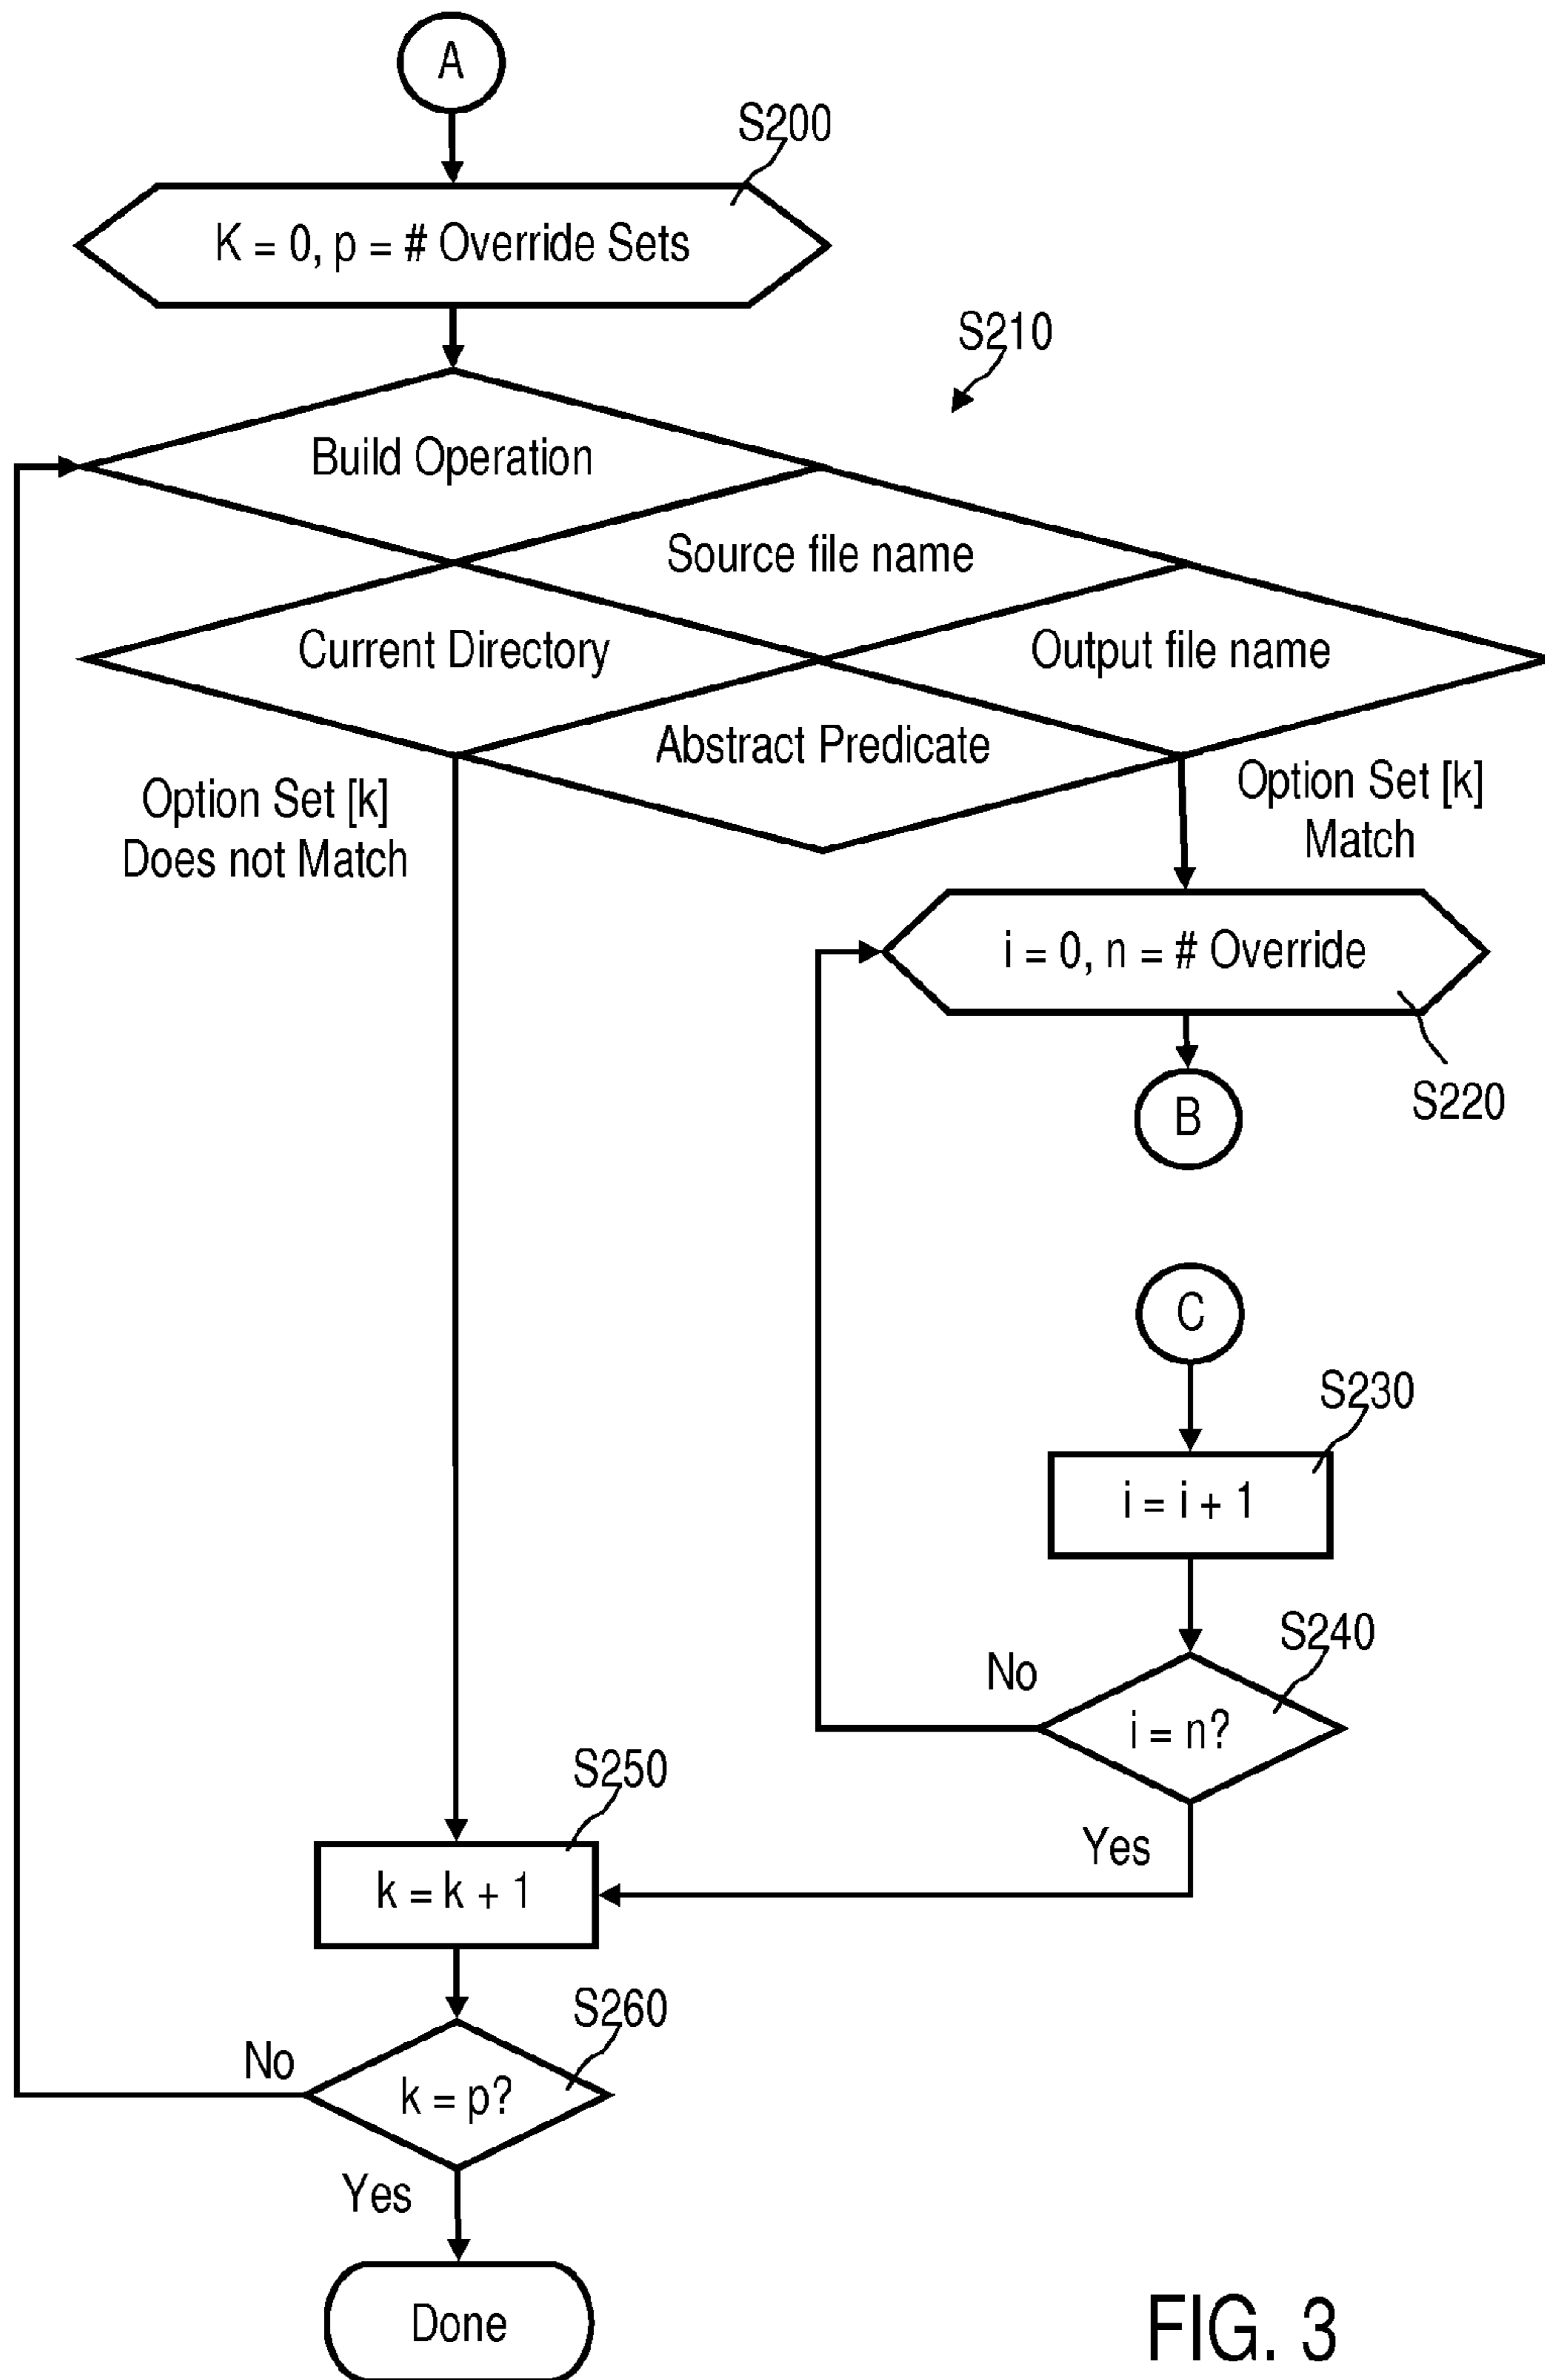 A
S200
K = 0, p = # Override Sets
S210
Build Operation
Source file name
Current Directory
Output file name
Abstract Predicate
Option Set [k]
Does not Match
Option Set [k]
Match
i = 0, n = # Override
S220
B
C
S230
i = i + 1
S240
No
i = n?
Yes
S250
k = k + 1
S260
No
k = p?
Yes
Done
FIG. 3